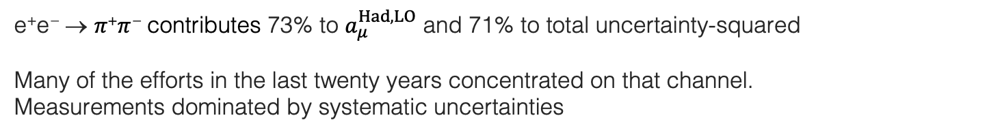 e⁺e⁻ → π⁺π⁻ contributes 73% to a_μ^Had,LO and 71% to total uncertainty-squared
Many of the efforts in the last twenty years concentrated on that channel.
Measurements dominated by systematic uncertainties